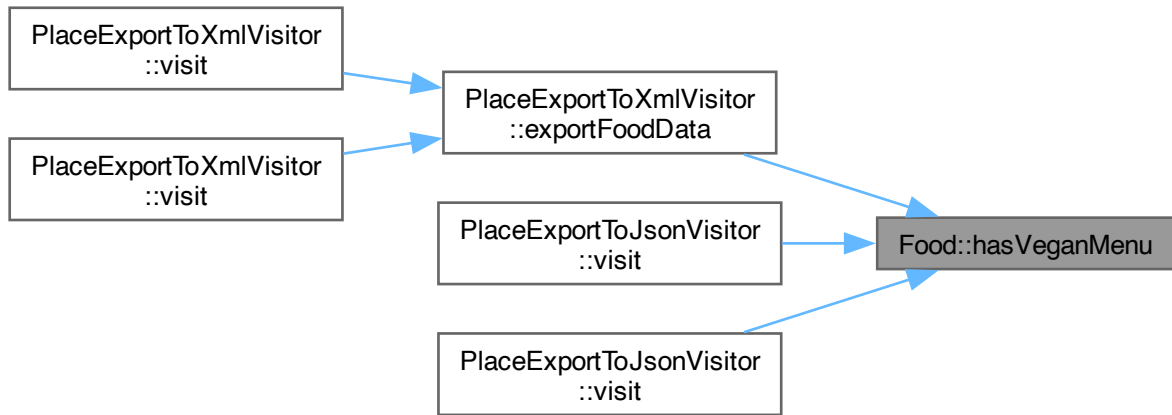 PlaceExportToXmlVisitor
::visit
PlaceExportToXmlVisitor
::visit
PlaceExportToXmlVisitor
::exportFoodData
PlaceExportToJsonVisitor
::visit
PlaceExportToJsonVisitor
::visit
Food::hasVeganMenu